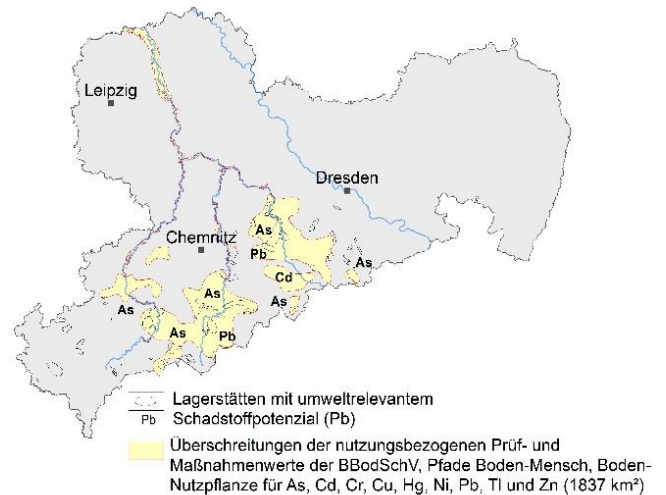 Leipzig
Dresden
As
Chemnitz
Pb
As
Cd
As
As
As
As
Pb
Lagerstätten mit umweltrelevantem
Pb Schadstoffpotenzial (Pb)
Überschreitungen der nutzungsbezogenen Prüf- und
Maßnahmenwerte der BBodSchV, Pfade Boden-Mensch, Boden-
Nutzpflanze für As, Cd, Cr, Cu, Hg, Ni, Pb, Tl und Zn (1837 km²)